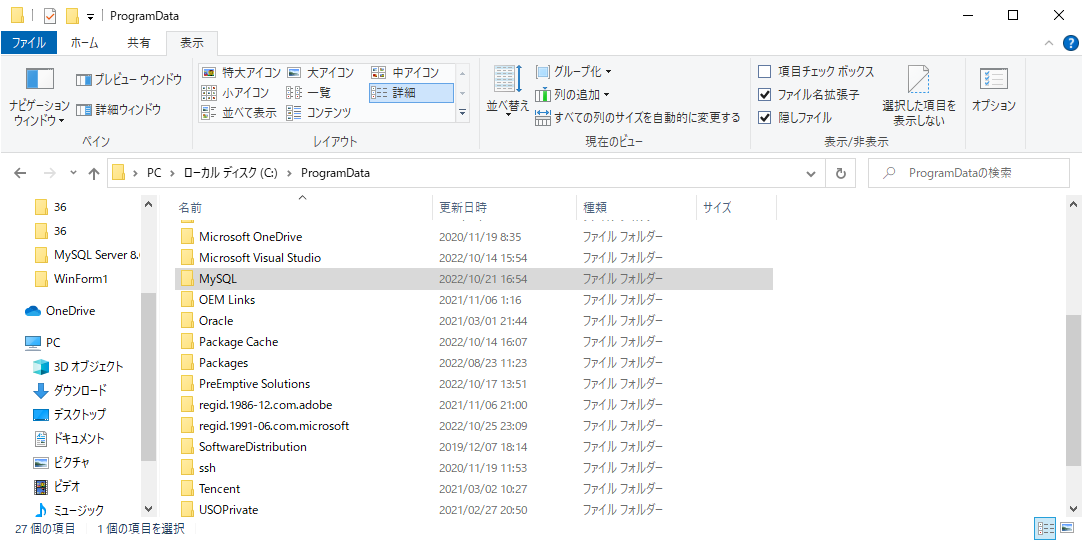 ProgramData
ファイル ホーム 共有 表示
ナビゲーション ウィンドウ
プレビュー ウィンドウ
詳細ウィンドウ
ペイン
特大アイコン 大アイコン 中アイコン
小アイコン 一覧 詳細
並べて表示 コンテンツ
レイアウト
並べ替え
グループ化
列の追加
すべての列のサイズを自動的に変更する
現在のビュー
項目チェック ボックス
ファイル名拡張子
隠しファイル
選択した項目を 表示しない
表示/非表示
オプション
PC ローカル ディスク (C:) ProgramData
ProgramDataの検索
36
36
MySQL Server 8.
WinForm1
OneDrive
PC
3D オブジェクト
ダウンロード
デスクトップ
ドキュメント
ピクチャ
ビデオ
ミュージック
名前 更新日時 種類 サイズ
Microsoft OneDrive 2020/11/19 8:35 ファイル フォルダー
Microsoft Visual Studio 2022/10/14 15:54 ファイル フォルダー
MySQL 2022/10/21 16:54 ファイル フォルダー
OEM Links 2021/11/06 1:16 ファイル フォルダー
Oracle 2021/03/01 21:44 ファイル フォルダー
Package Cache 2022/10/14 16:07 ファイル フォルダー
Packages 2022/08/23 11:23 ファイル フォルダー
PreEmptive Solutions 2022/10/17 13:51 ファイル フォルダー
regid.1986-12.com.adobe 2021/11/06 21:00 ファイル フォルダー
regid.1991-06.com.microsoft 2022/10/25 23:09 ファイル フォルダー
SoftwareDistribution 2019/12/07 18:14 ファイル フォルダー
ssh 2020/11/19 11:53 ファイル フォルダー
Tencent 2021/03/02 10:27 ファイル フォルダー
USOPrivate 2021/02/27 20:50 ファイル フォルダー
27 個の項目 1 個の項目を選択